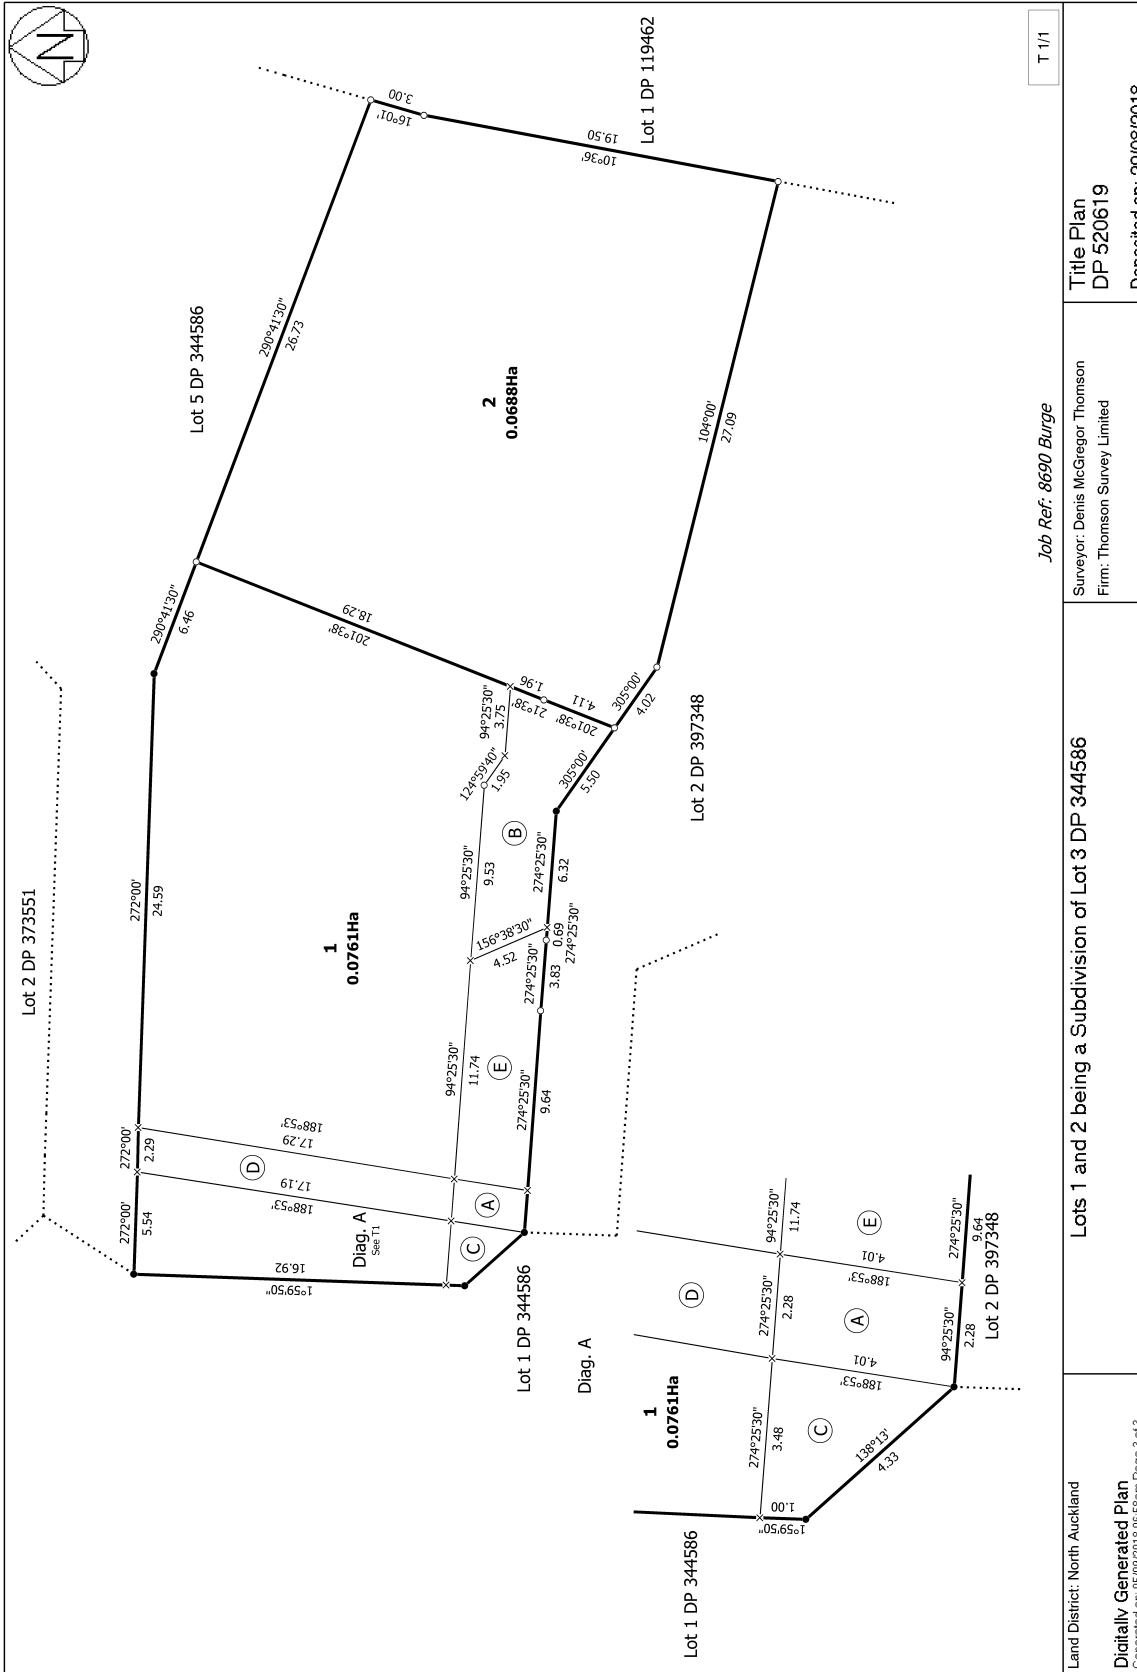 N
Lot 2 DP 373551
Lot 5 DP 344586
Lot 1 DP 119462
272°00'
5.54
272°00'
2.29
272°00'
24.59
290°41'30"
6.46
290°41'30"
26.73
16°01'
3.00
10°36'
19.50
104°00'
27.09
305°00'
4.02
305°00'
5.50
201°38'
18.29
21°38'
1.96
201°38'
4.11
94°25'30"
3.75
124°59'40"
1.95
94°25'30"
9.53
94°25'30"
11.74
156°38'30"
4.52
274°25'30"
6.32
0.69
274°25'30"
274°25'30"
3.83
274°25'30"
9.64
188°53'
17.29
188°53'
17.19
1°59'50"
16.92
1
0.0761Ha
2
0.0688Ha
A
B
C
D
E
Diag. A
See T1
Lot 1 DP 344586
Lot 2 DP 397348
Diag. A
1
0.0761Ha
D
E
A
C
94°25'30"
11.74
274°25'30"
2.28
274°25'30"
3.48
188°53'
4.01
188°53'
4.01
274°25'30"
9.64
94°25'30"
2.28
138°13'
4.33
1°59'50"
1.00
Lot 1 DP 344586
Lot 2 DP 397348
Job Ref: 8690 Burge
T 1/1
Land District: North Auckland
Digitally Generated Plan
Lots 1 and 2 being a Subdivision of Lot 3 DP 344586
Surveyor: Denis McGregor Thomson
Firm: Thomson Survey Limited
Title Plan
DP 520619